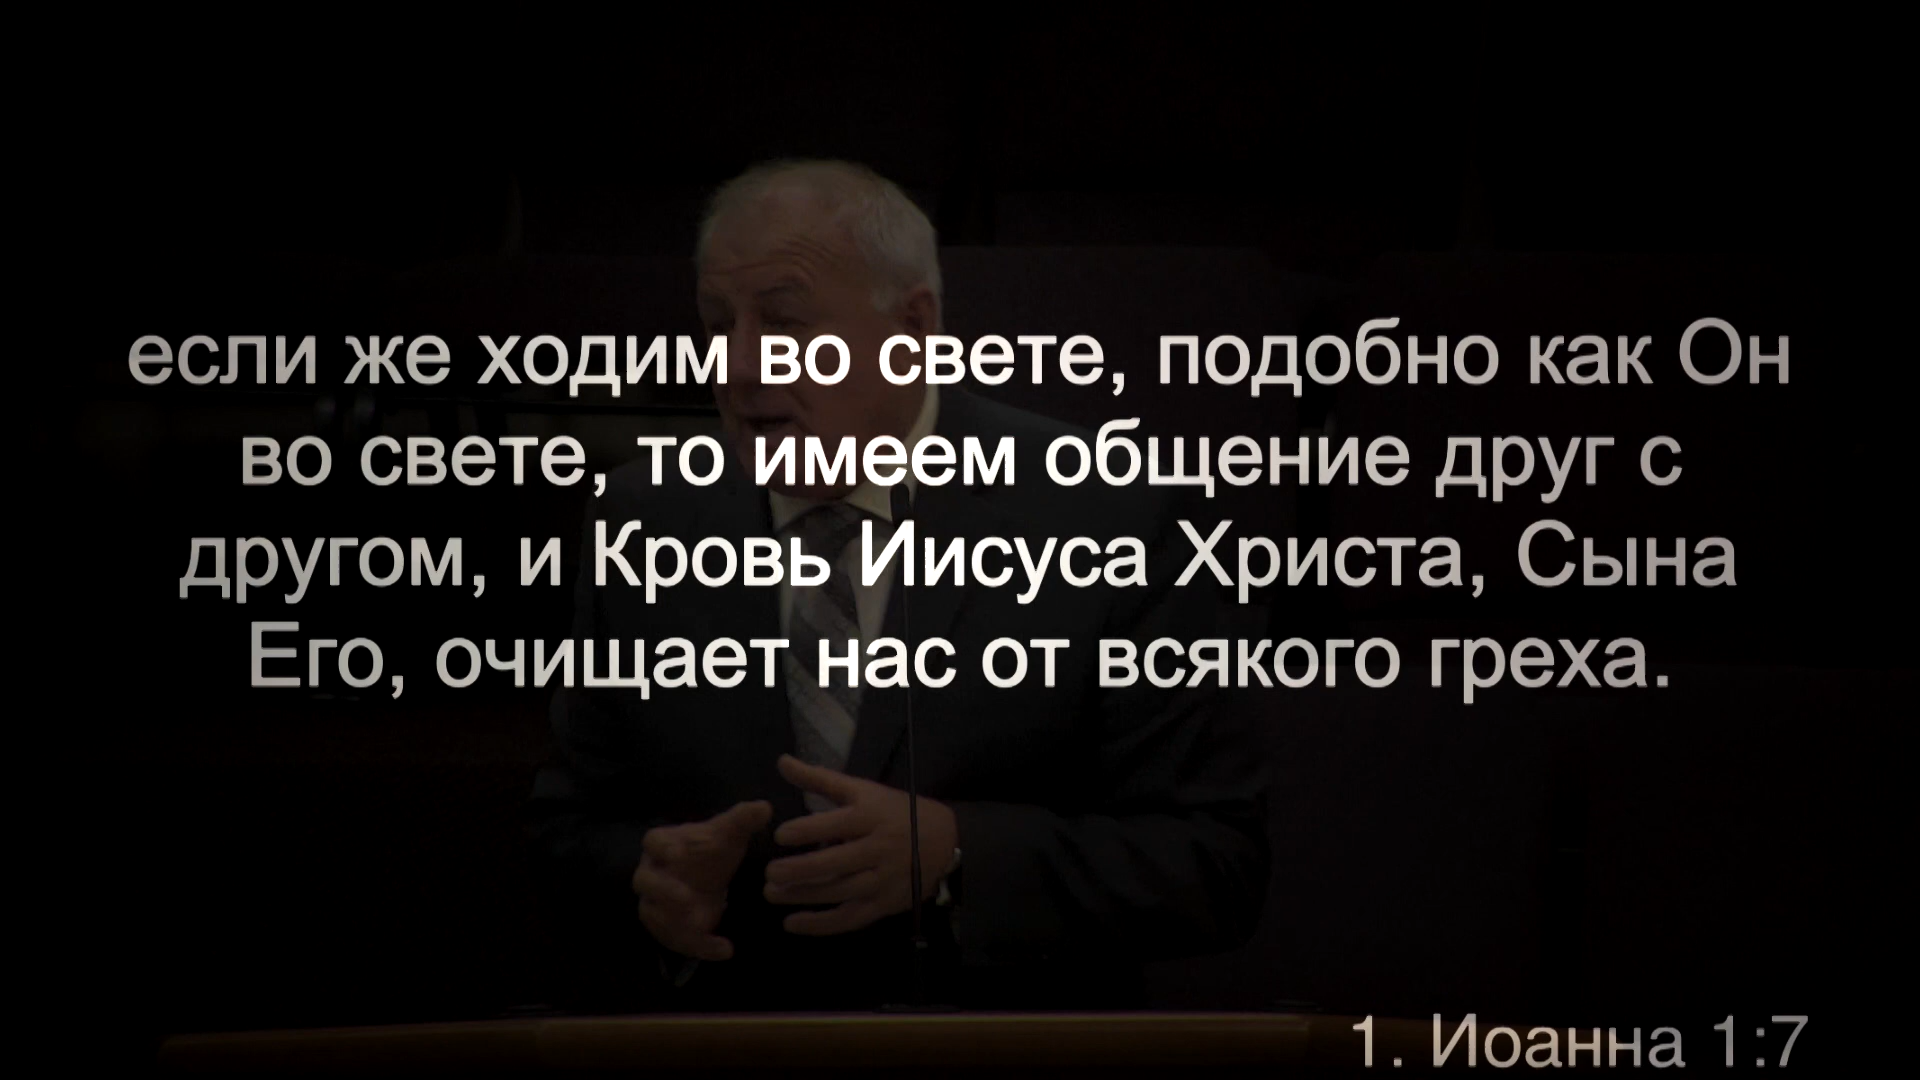 если же ходим во свете, подобно как Он
во свете, то имеем общение друг с
другом, и Кровь Иисуса Христа, Сына
Его, очищает нас от всякого греха.
1. Иоанна 1:7